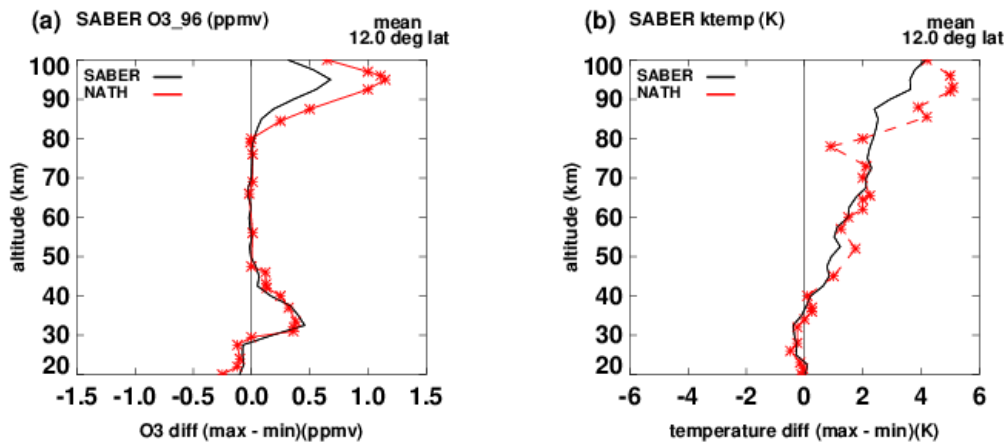 (a) SABER O3_96 (ppmv)
mean
12.0 deg lat
100
90
80
70
60
50
40
30
20
altitude (km)
SABER
NATH
-1.5 -1.0 -0.5 0.0 0.5 1.0 1.5
O3 diff (max - min)(ppmv)
(b) SABER ktemp (K)
mean
12.0 deg lat
100
90
80
70
60
50
40
30
20
altitude (km)
SABER
NATH
-6 -4 -2 0 2 4 6
temperature diff (max - min)(K)